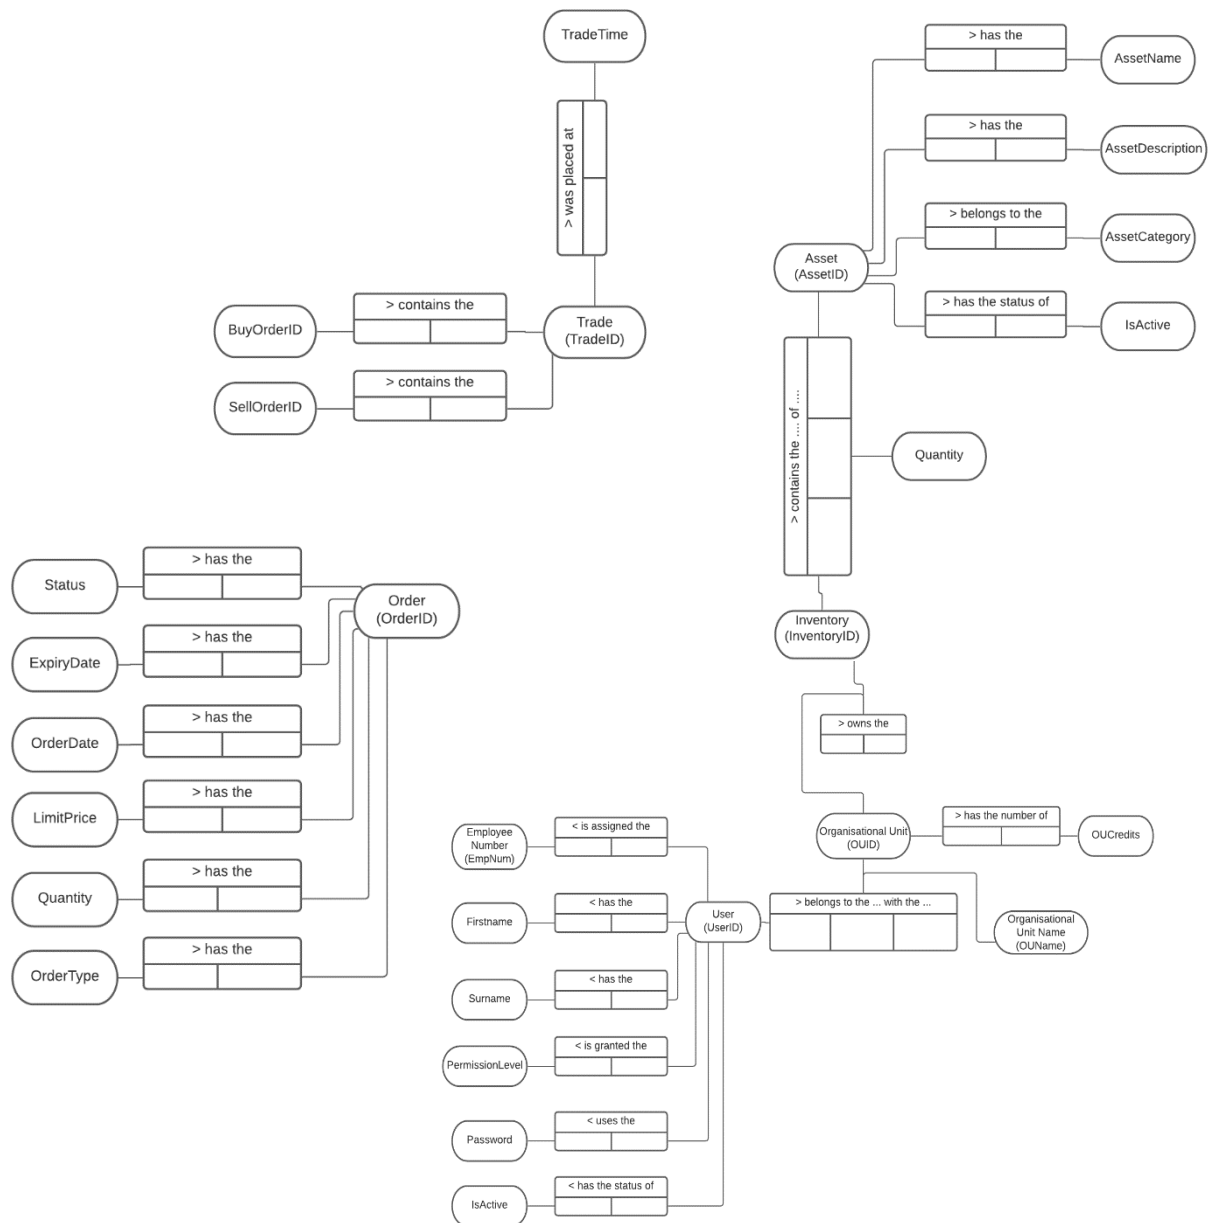 TradeTime
> was placed at
> has the
AssetName
> has the
AssetDescription
> belongs to the
AssetCategory
Asset
(AssetID)
> has the status of
IsActive
BuyOrderID
> contains the
Trade
(TradeID)
SellOrderID
> contains the
> contains the .... of ....
Quantity
Status
> has the
Order
(OrderID)
ExpiryDate
> has the
OrderDate
> has the
LimitPrice
> has the
Quantity
> has the
OrderType
> has the
Inventory
(InventoryID)
> owns the
Organisational Unit
(OUID)
> has the number of
OUCredits
Employee
Number
(EmpNum)
< is assigned the
Firstname
< has the
User
(UserID)
> belongs to the ... with the ...
Organisational
Unit Name
(OUName)
Surname
< has the
PermissionLevel
< is granted the
Password
< uses the
IsActive
< has the status of